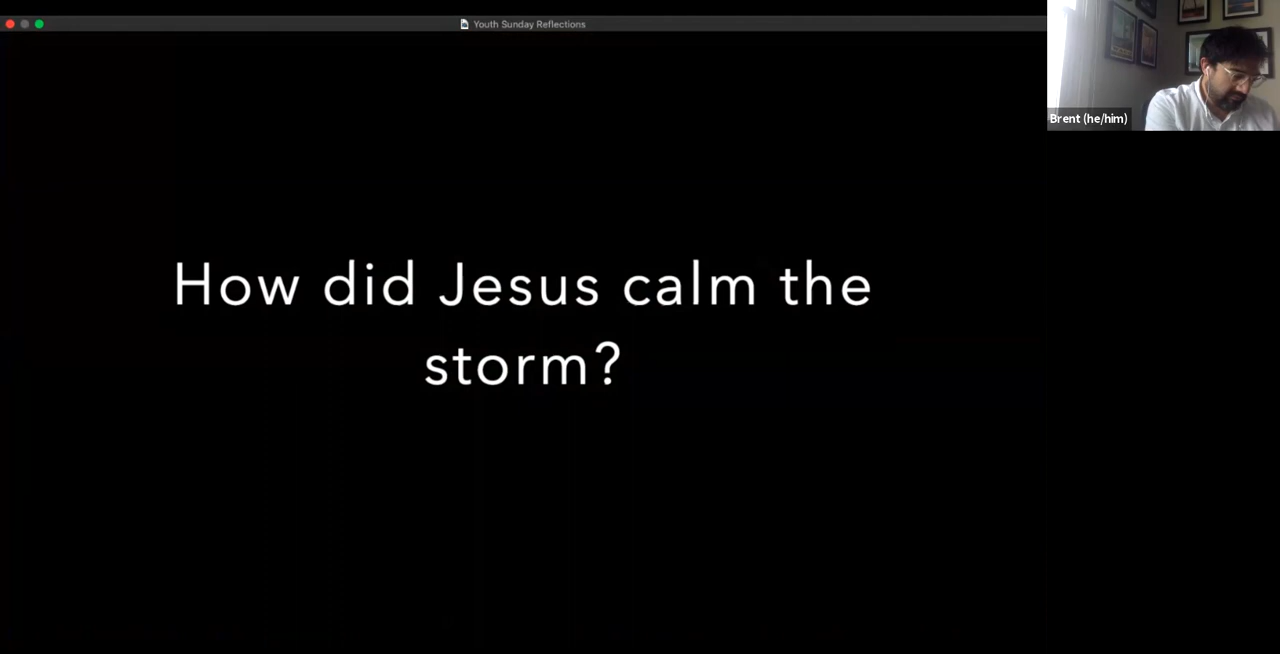 Youth Sunday Reflections
Brent (he/him)
How did Jesus calm the
storm?